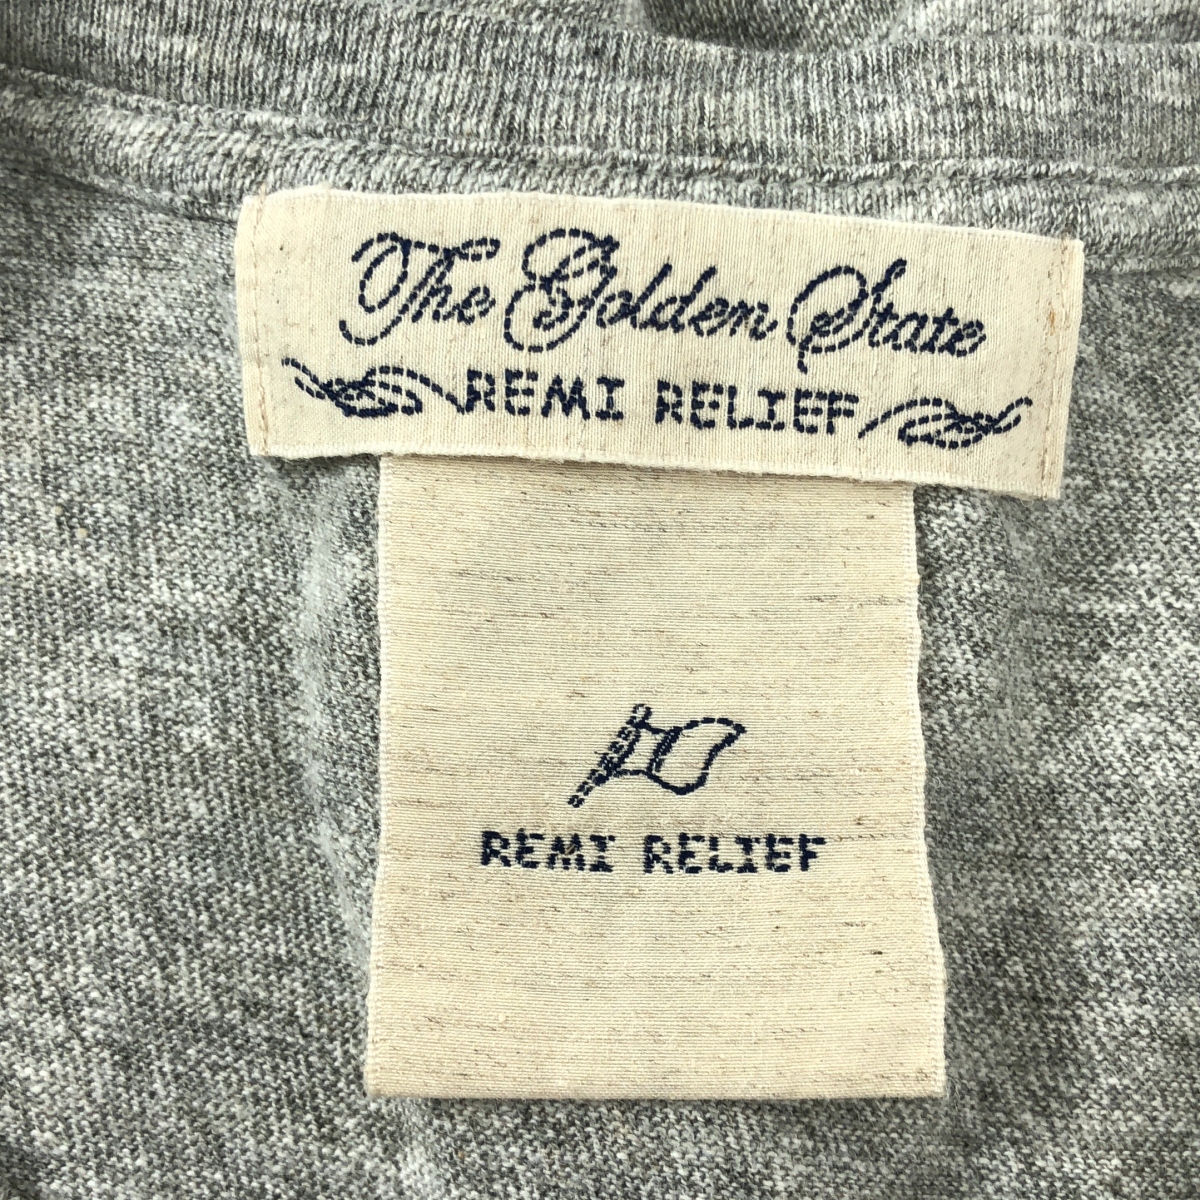 The Golden State
REMI RELIEF
REMI RELIEF